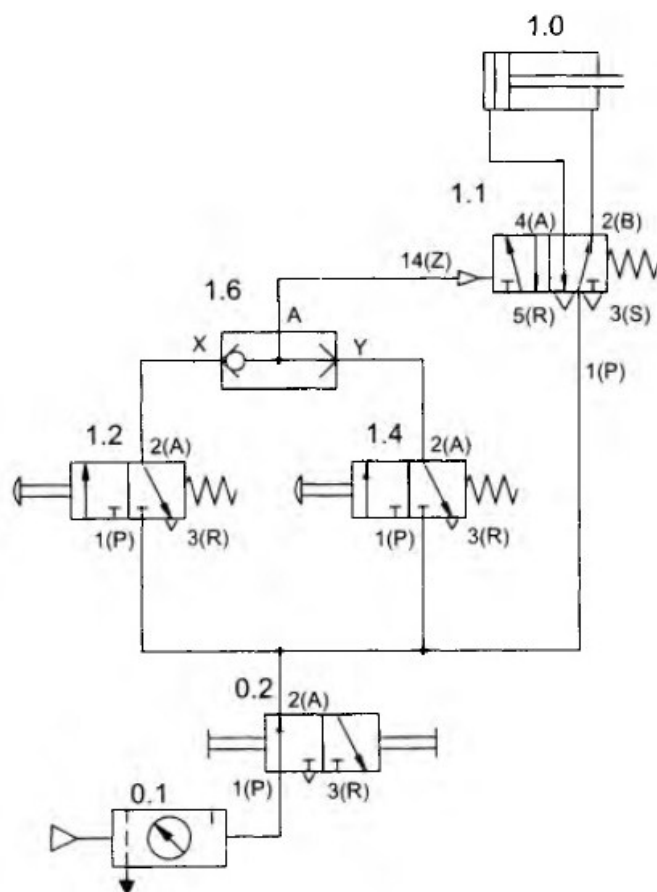 1.0
1.1
4(A) 2(B)
14(Z)
5(R) 3(S)
1(P)
1.6
A
X Y
1.2 2(A)
1(P) 3(R)
1.4 2(A)
1(P) 3(R)
0.2 2(A)
1(P) 3(R)
0.1